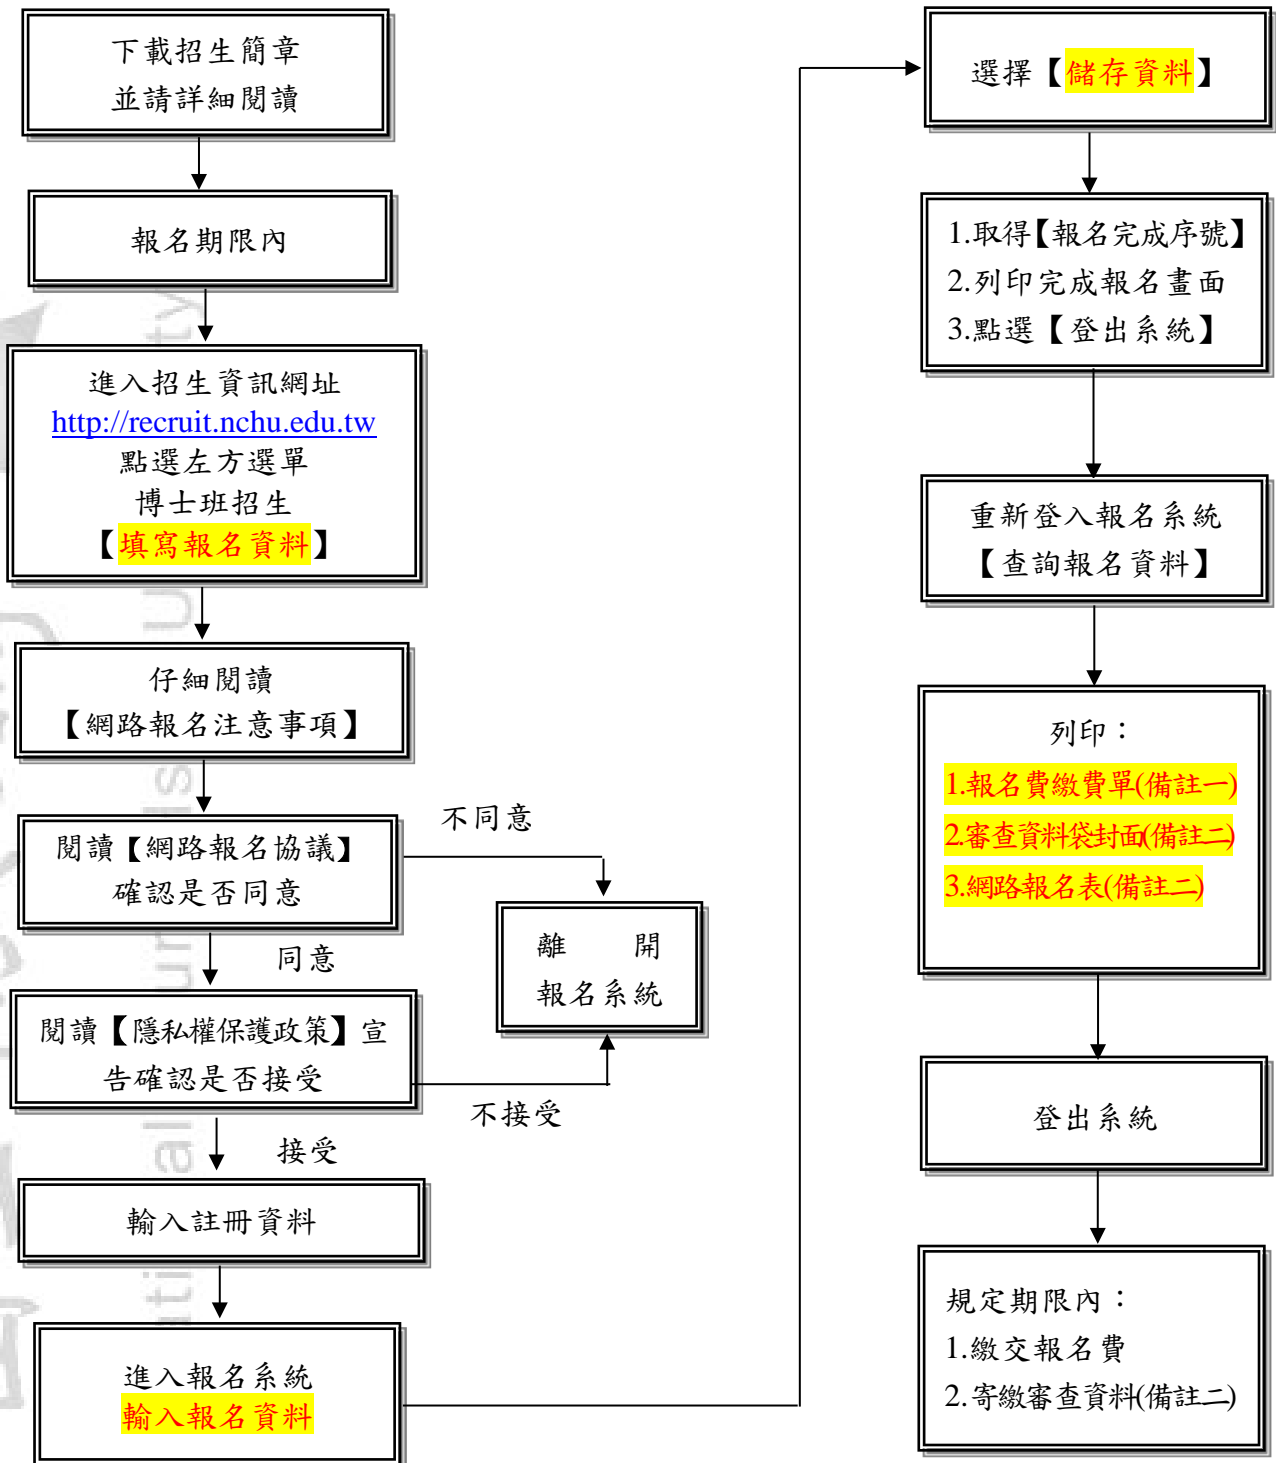 下載招生簡章
並請詳細閱讀
報名期限內
進入招生資訊網址
http://recruit.nchu.edu.tw
點選左方選單
博士班招生
【填寫報名資料】
仔細閱讀
【網路報名注意事項】
閱讀【網路報名協議】
確認是否同意
不同意
同意
離 開
報名系統
閱讀【隱私權保護政策】宣
告確認是否接受
不接受
接受
輸入註冊資料
進入報名系統
輸入報名資料
選擇【儲存資料】
1.取得【報名完成序號】
2.列印完成報名畫面
3.點選【登出系統】
重新登入報名系統
【查詢報名資料】
列印：
1.報名費繳費單(備註一)
2.審查資料袋封面(備註二)
3.網路報名表(備註二)
登出系統
規定期限內：
1.繳交報名費
2.寄繳審查資料(備註二)